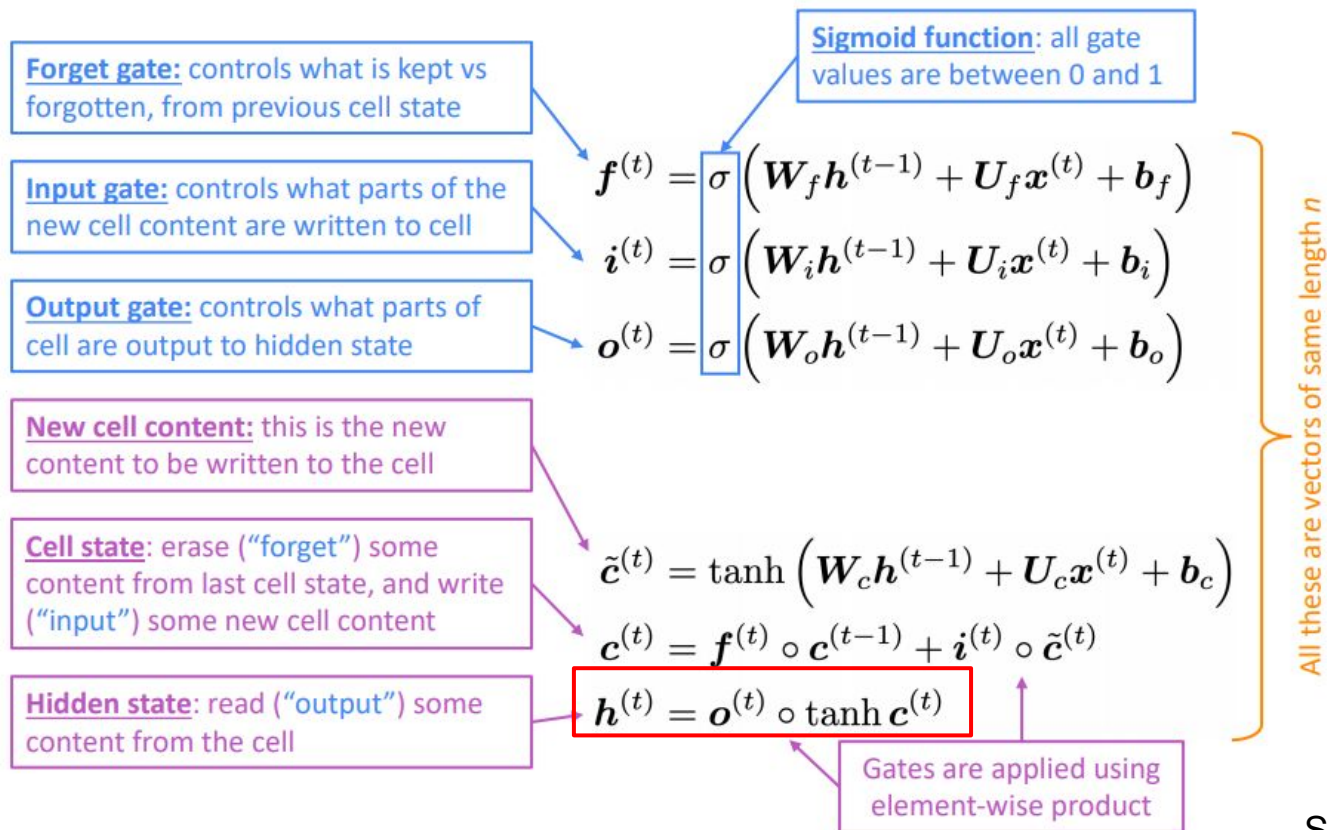 Sigmoid function: all gate
values are between 0 and 1
Forget gate: controls what is kept vs
forgotten, from previous cell state
Input gate: controls what parts of the
new cell content are written to cell
Output gate: controls what parts of
cell are output to hidden state
f^{(t)} = σ(W_f h^{(t−1)} + U_f x^{(t)} + b_f)
i^{(t)} = σ(W_i h^{(t−1)} + U_i x^{(t)} + b_i)
o^{(t)} = σ(W_o h^{(t−1)} + U_o x^{(t)} + b_o)
New cell content: this is the new
content to be written to the cell
Cell state: erase (“forget”) some
content from last cell state, and write
(“input”) some new cell content
Hidden state: read (“output”) some
content from the cell
c̃^{(t)} = tanh(W_c h^{(t−1)} + U_c x^{(t)} + b_c)
c^{(t)} = f^{(t)} ∘ c^{(t−1)} + i^{(t)} ∘ c̃^{(t)}
h^{(t)} = o^{(t)} ∘ tanh c^{(t)}
Gates are applied using
element-wise product
All these are vectors of same length n
S